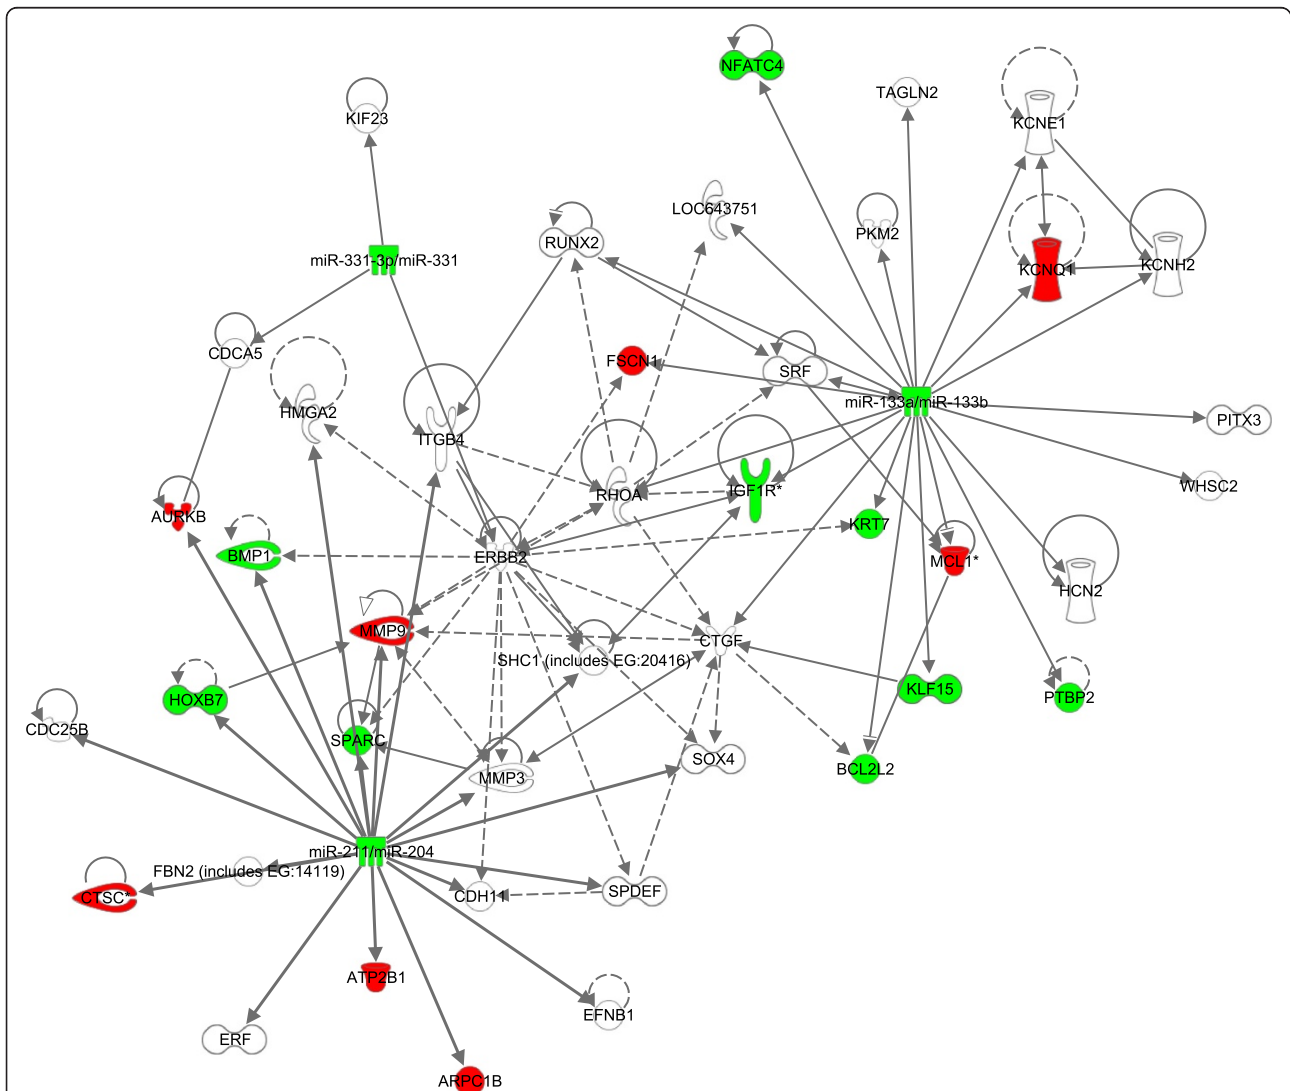 NFATC4
TAGLN2
KIF23
KCNE1
LOC643751
PKM2
RUNX2
miR-331-3p/miR-331
KCNQ1
KCNH2
CDCA5
FSCN1
SRF
HMGA2
miR-133a/miR-133b
PITX3
ITGB4
WHSC2
RHOA
IGF1R*
AURKB
KRT7
BMP1
ERBB2
MCL1*
HCN2
MMP9
CTGF
SHC1 (includes EG:20416)
HOXB7
KLF15
PTBP2
CDC25B
SPARC
SOX4
BCL2L2
MMP3
miR-211/miR-204
FBN2 (includes EG:14119)
CTSC*
CDH11
SPDEF
ATP2B1
EFNB1
ERF
ARPC1B